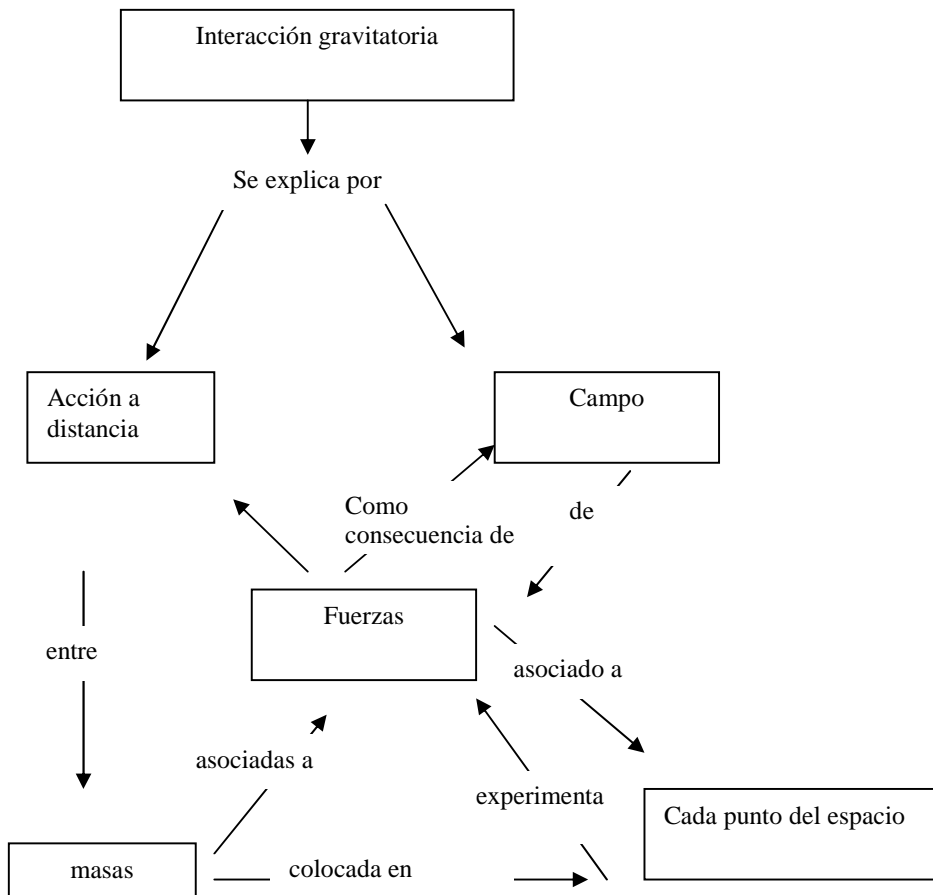 Interacción gravitatoria
Se explica por
Acción a
distancia
Campo
Como
consecuencia de
de
Fuerzas
entre
asociado a
asociadas a
experimenta
Cada punto del espacio
masas
colocada en